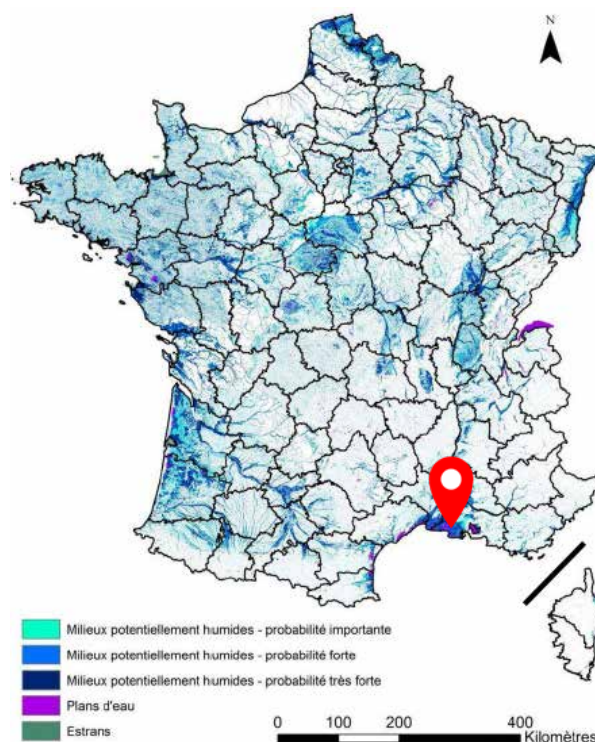 N
Milieux potentiellement humides - probabilité importante
Milieux potentiellement humides - probabilité forte
Milieux potentiellement humides - probabilité très forte
Plans d'eau
Estrans
0 100 200 400
Kilomètres